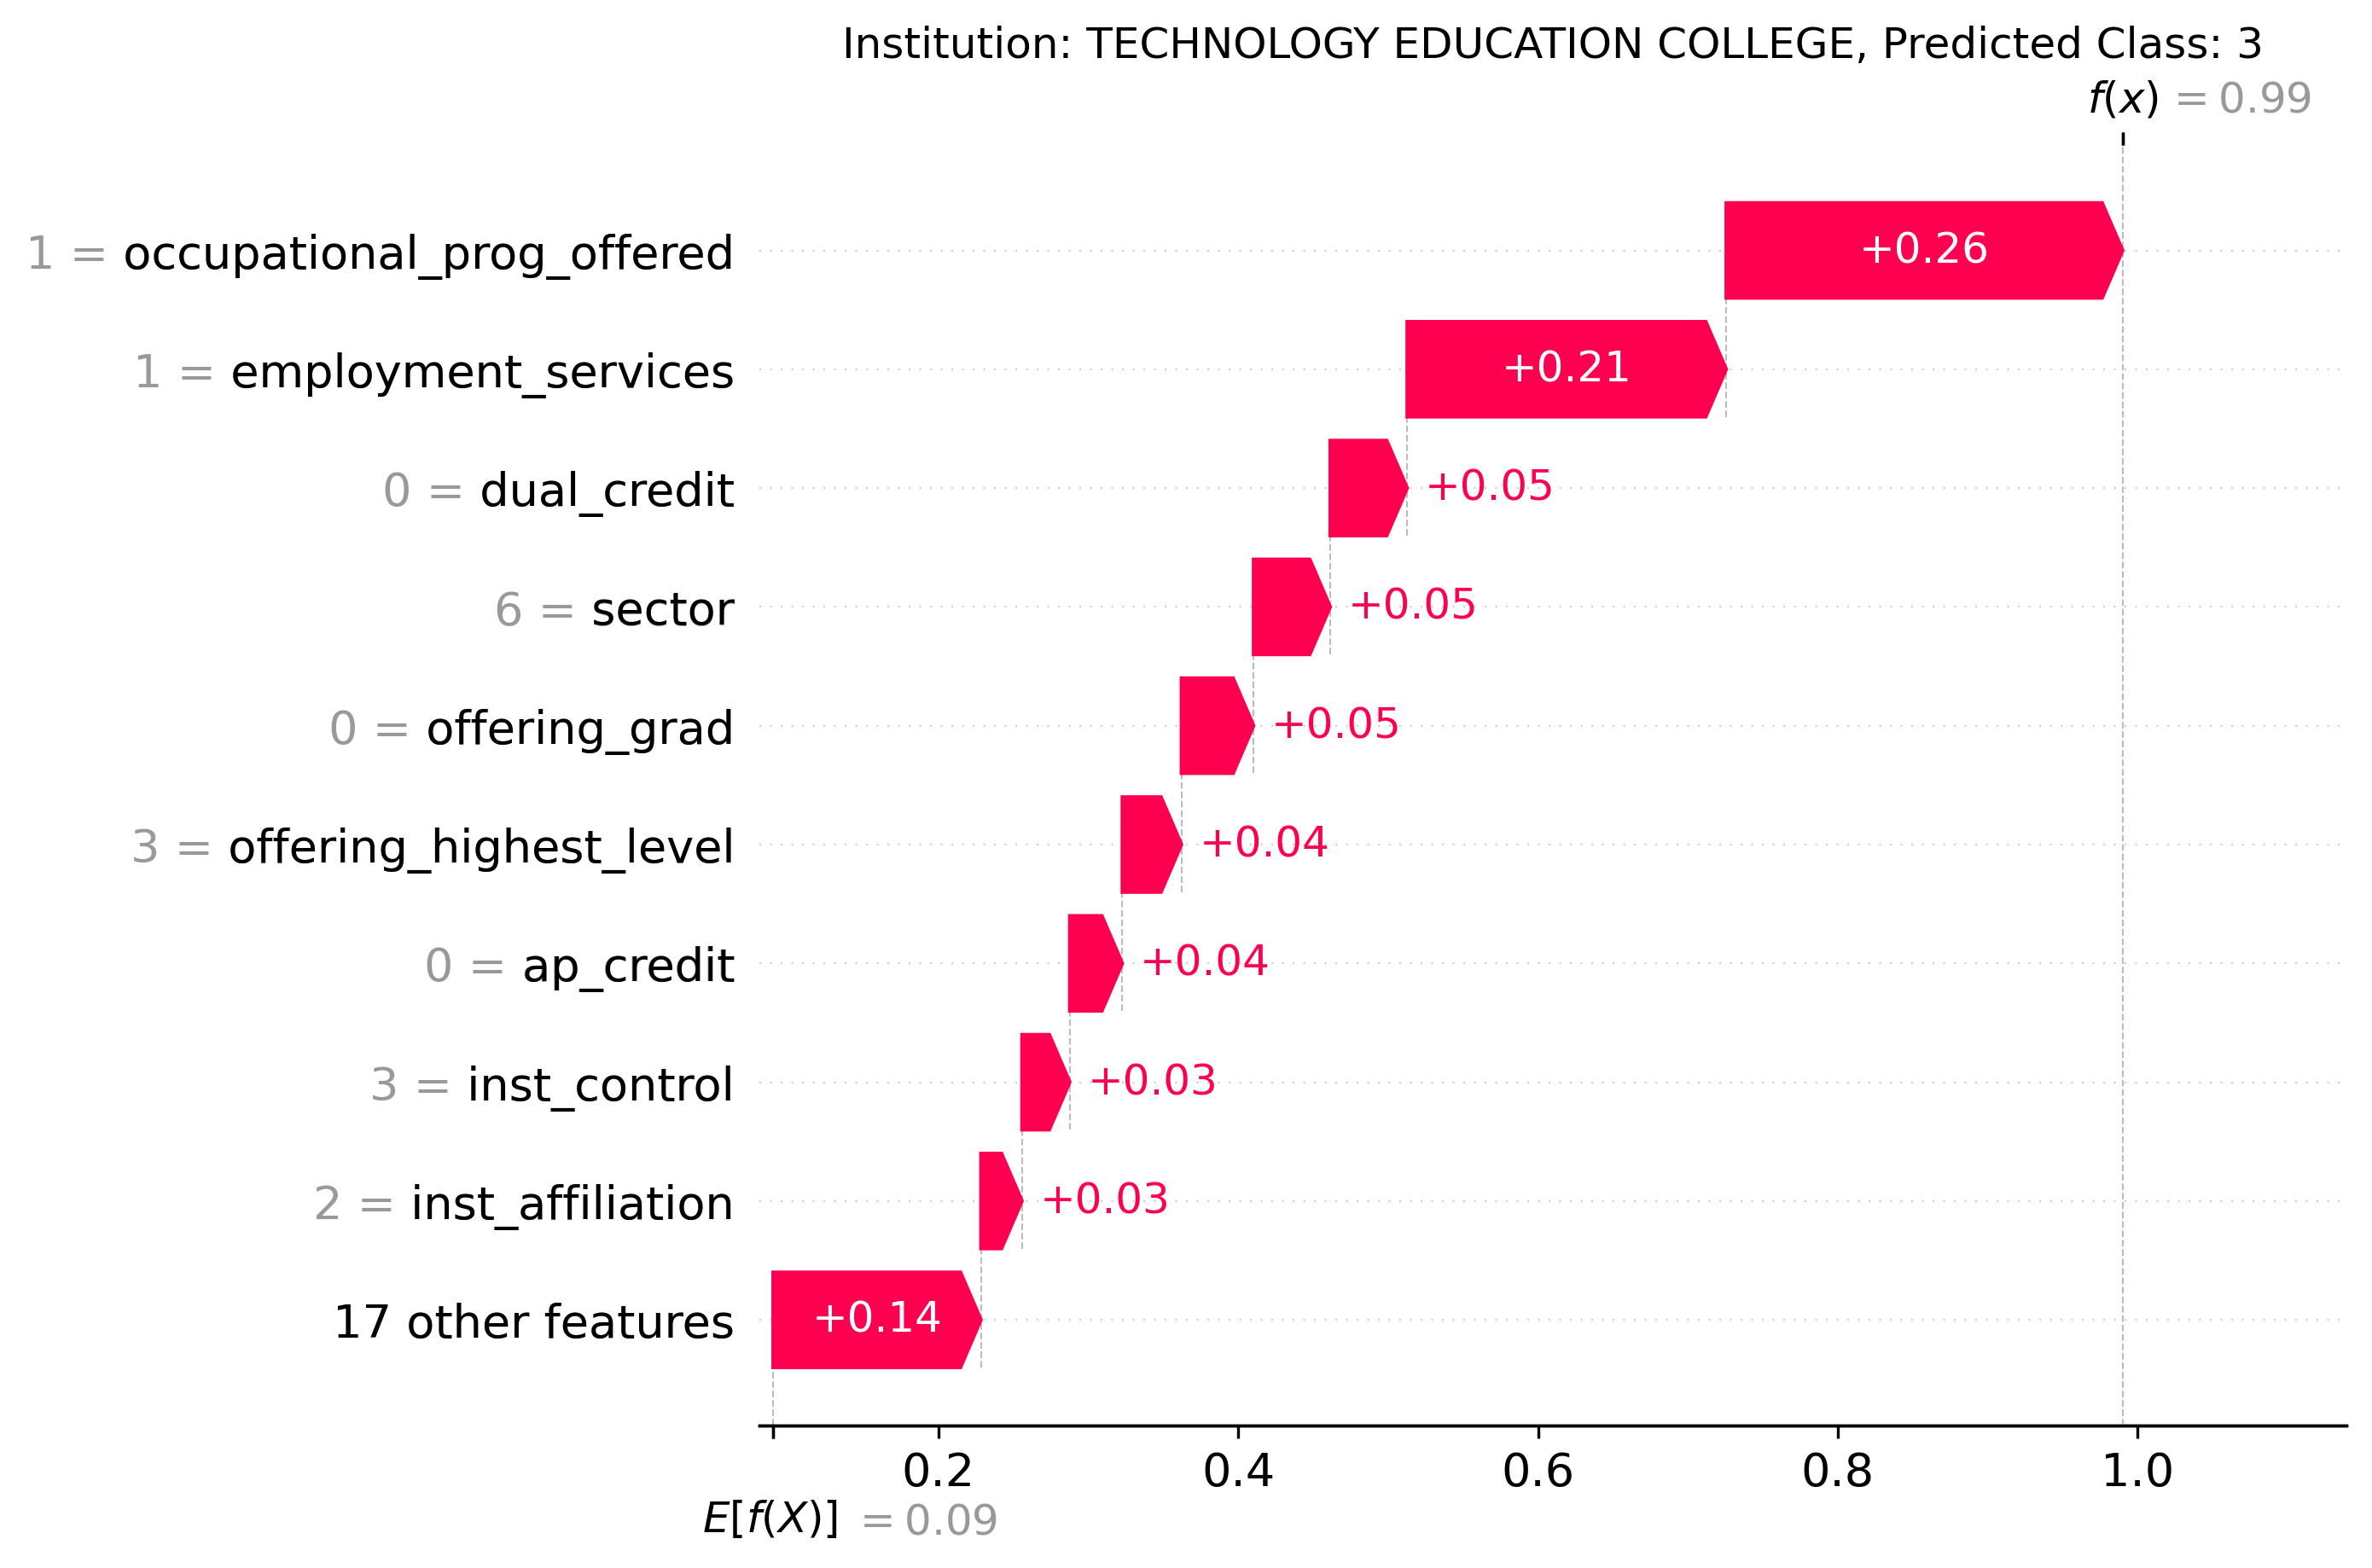 Institution: TECHNOLOGY EDUCATION COLLEGE, Predicted Class: 3
f(x) = 0.99
1 = occupational_prog_offered +0.26
1 = employment_services +0.21
0 = dual_credit +0.05
6 = sector +0.05
0 = offering_grad +0.05
3 = offering_highest_level +0.04
0 = ap_credit +0.04
3 = inst_control +0.03
2 = inst_affiliation +0.03
17 other features +0.14
0.2 0.4 0.6 0.8 1.0
E[f(X)] = 0.09